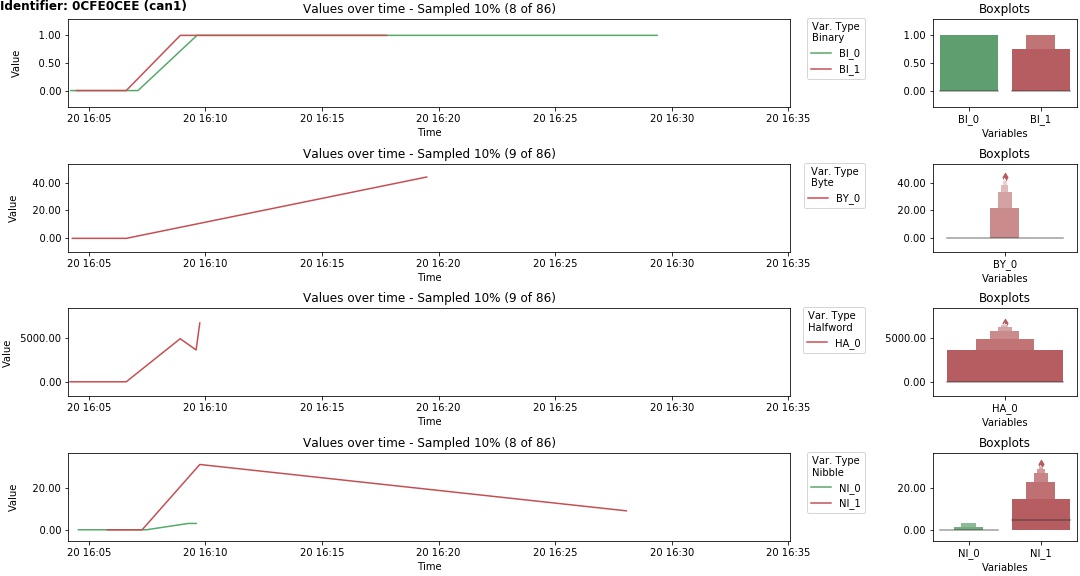 Identifier: 0CFE0CEE (can1)
Values over time - Sampled 10% (8 of 86)
Value
1.00
0.50
0.00
20 16:05 20 16:10 20 16:15 20 16:20 20 16:25 20 16:30 20 16:35
Time
Var. Type
Binary
BI_0
BI_1
Boxplots
1.00
0.50
0.00
BI_0 BI_1
Variables
Values over time - Sampled 10% (9 of 86)
Value
40.00
20.00
0.00
20 16:05 20 16:10 20 16:15 20 16:20 20 16:25 20 16:30 20 16:35
Time
Var. Type
Byte
BY_0
Boxplots
40.00
20.00
0.00
BY_0
Variables
Values over time - Sampled 10% (9 of 86)
Value
5000.00
0.00
20 16:05 20 16:10 20 16:15 20 16:20 20 16:25 20 16:30 20 16:35
Time
Var. Type
Halfword
HA_0
Boxplots
5000.00
0.00
HA_0
Variables
Values over time - Sampled 10% (8 of 86)
Value
20.00
0.00
20 16:05 20 16:10 20 16:15 20 16:20 20 16:25 20 16:30 20 16:35
Time
Var. Type
Nibble
NI_0
NI_1
Boxplots
20.00
0.00
NI_0 NI_1
Variables